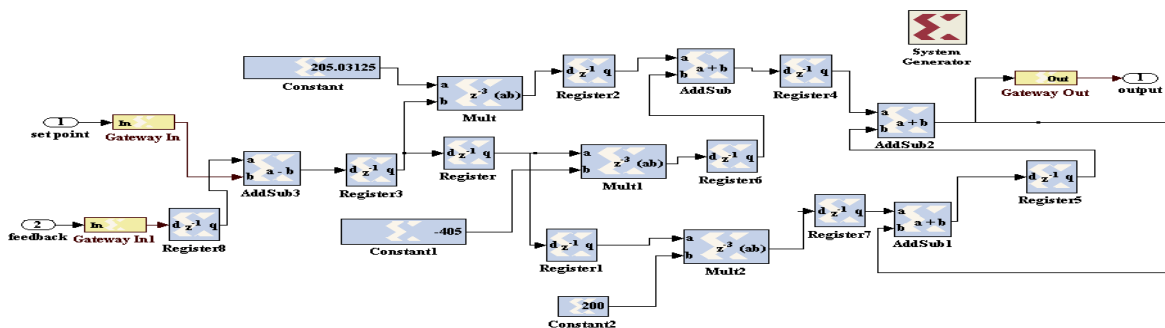 System
Generator
205.03125
Constant
a
b
z-3 (ab)
Mult
d z-1 q
Register2
a
b
a + b
AddSub
d z-1 q
Register4
a
b
a + b
AddSub2
Out
Gateway Out
1
output
1
set point
In
Gateway In
a
b
a - b
AddSub3
d z-1 q
Register3
d z-1 q
Register
a
b
z-3 (ab)
Mult1
d z-1 q
Register6
2
feedback
In
Gateway In1
d z-1 q
Register8
-405
Constant1
d z-1 q
Register1
a
b
z-3 (ab)
Mult2
d z-1 q
Register7
a
b
a + b
AddSub1
d z-1 q
Register5
200
Constant2